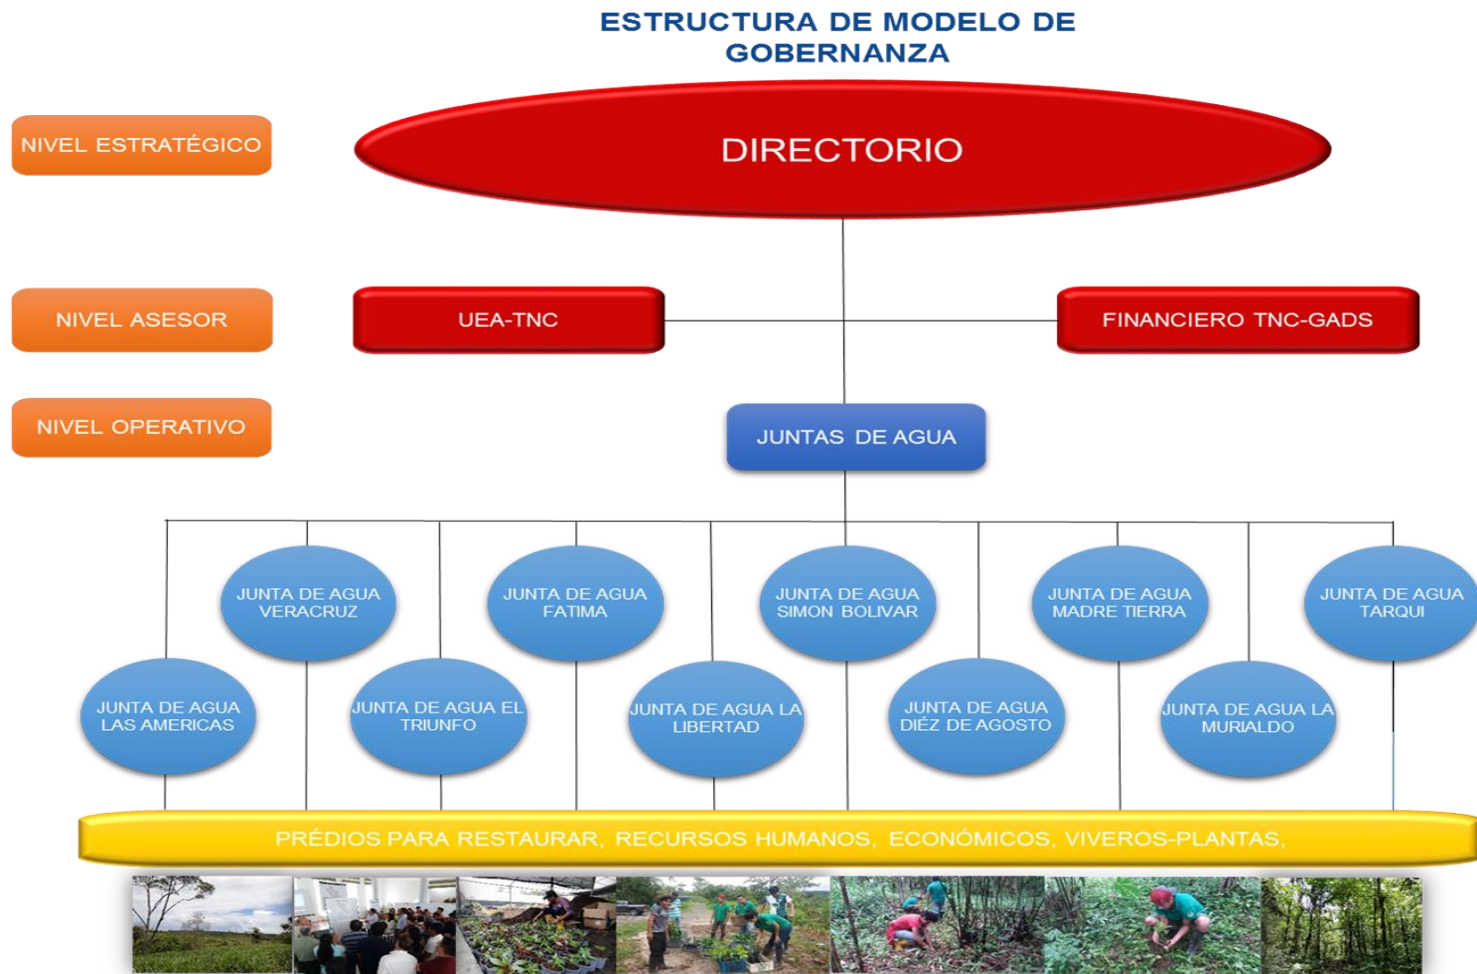 ESTRUCTURA DE MODELO DE
GOBERNANZA
NIVEL ESTRATÉGICO
DIRECTORIO
NIVEL ASESOR
UEA-TNC
FINANCIERO TNC-GADS
NIVEL OPERATIVO
JUNTAS DE AGUA
JUNTA DE AGUA
VERACRUZ
JUNTA DE AGUA
FATIMA
JUNTA DE AGUA
SIMON BOLIVAR
JUNTA DE AGUA
MADRE TIERRA
JUNTA DE AGUA
TARQUI
JUNTA DE AGUA
LAS AMERICAS
JUNTA DE AGUA EL
TRIUNFO
JUNTA DE AGUA LA
LIBERTAD
JUNTA DE AGUA
DIÉZ DE AGOSTO
JUNTA DE AGUA LA
MURIALDO
PRÉDIOS PARA RESTAURAR, RECURSOS HUMANOS, ECONÓMICOS, VIVEROS-PLANTAS,